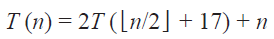 T (n) = 2T (⌊n/2⌋ + 17) + n